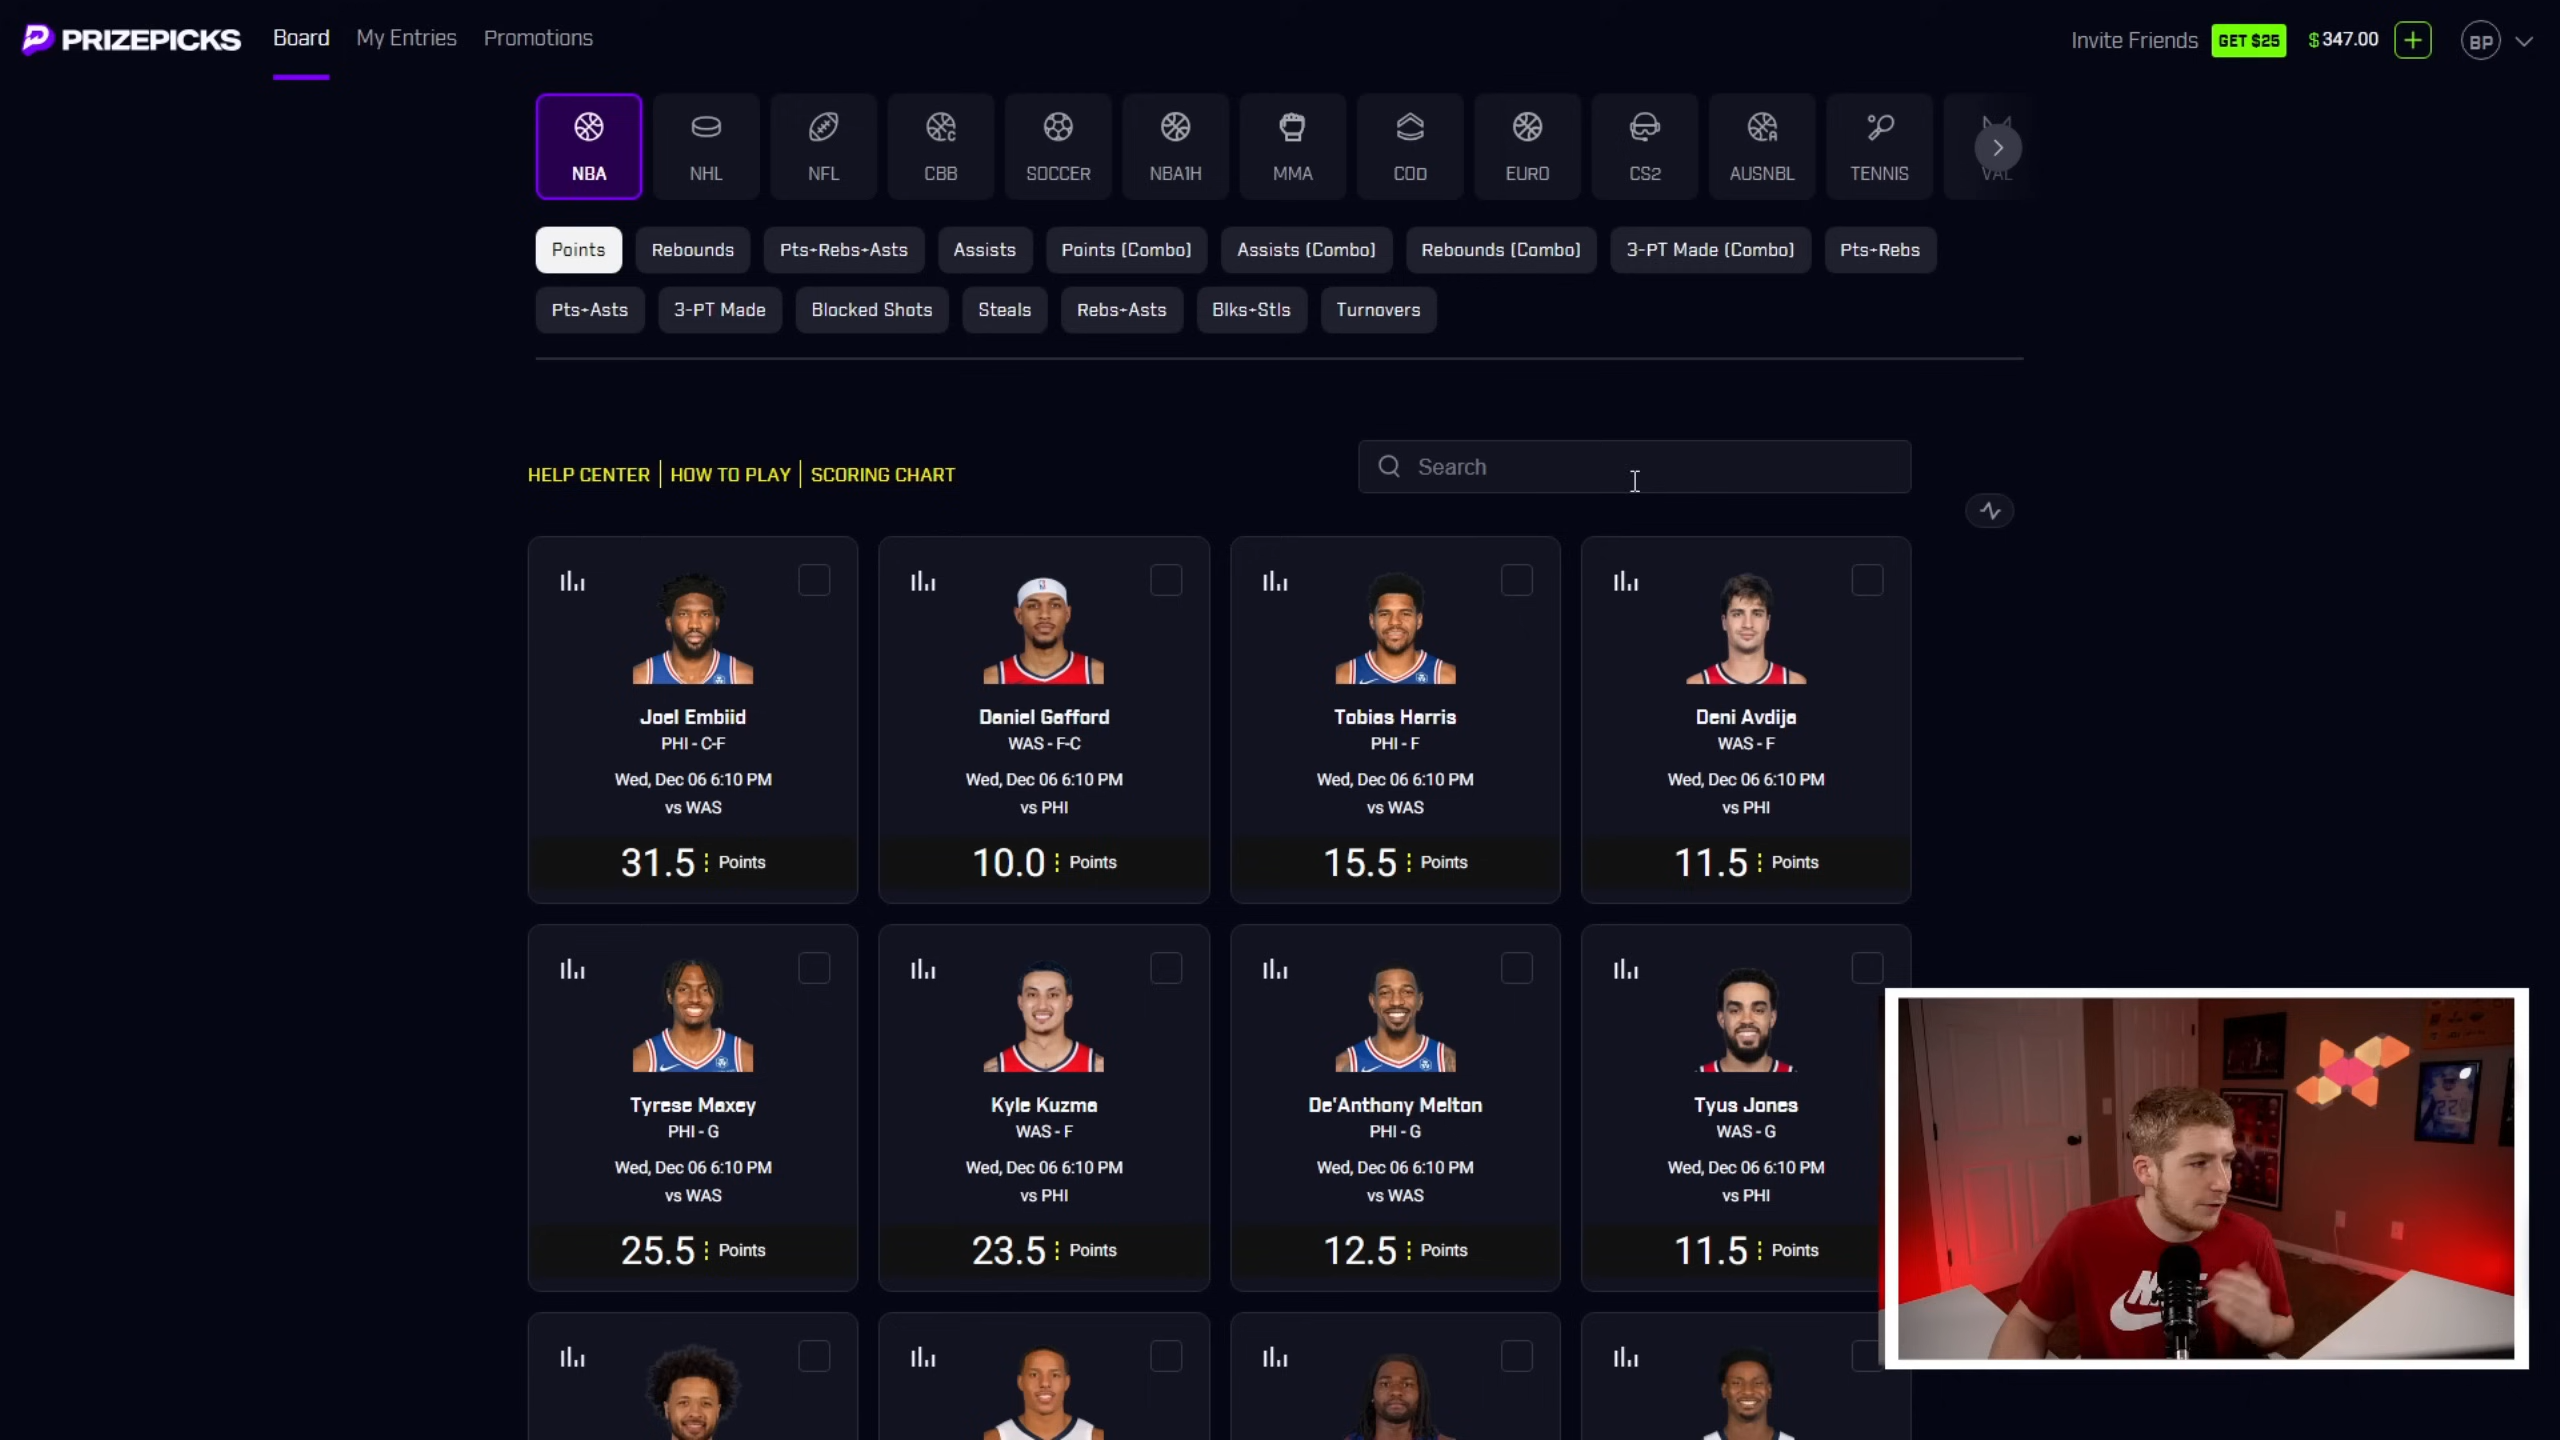 PRIZEPICKS Board My Entries Promotions Invite Friends GET $25 $347.00 + BP
NBA NHL NFL CBB SOCCER NBA1H MMA COD EURO CS2 AUSNBL TENNIS VAL
Points Rebounds Pts+Rebs+Asts Assists Points (Combo) Assists (Combo) Rebounds (Combo) 3-PT Made (Combo) Pts+Rebs
Pts+Asts 3-PT Made Blocked Shots Steals Rebs+Asts Blks+Stls Turnovers
HELP CENTER | HOW TO PLAY | SCORING CHART Search
Joel Embiid Daniel Gafford Tobias Harris Deni Avdija
PHI - C-F WAS - F-C PHI - F WAS - F
Wed, Dec 06 6:10 PM Wed, Dec 06 6:10 PM Wed, Dec 06 6:10 PM Wed, Dec 06 6:10 PM
vs WAS vs PHI vs WAS vs PHI
31.5 Points 10.0 Points 15.5 Points 11.5 Points
Tyrese Maxey Kyle Kuzma De'Anthony Melton Tyus Jones
PHI - G WAS - F PHI - G WAS - G
Wed, Dec 06 6:10 PM Wed, Dec 06 6:10 PM Wed, Dec 06 6:10 PM Wed, Dec 06 6:10 PM
vs WAS vs PHI vs WAS vs PHI
25.5 Points 23.5 Points 12.5 Points 11.5 Points